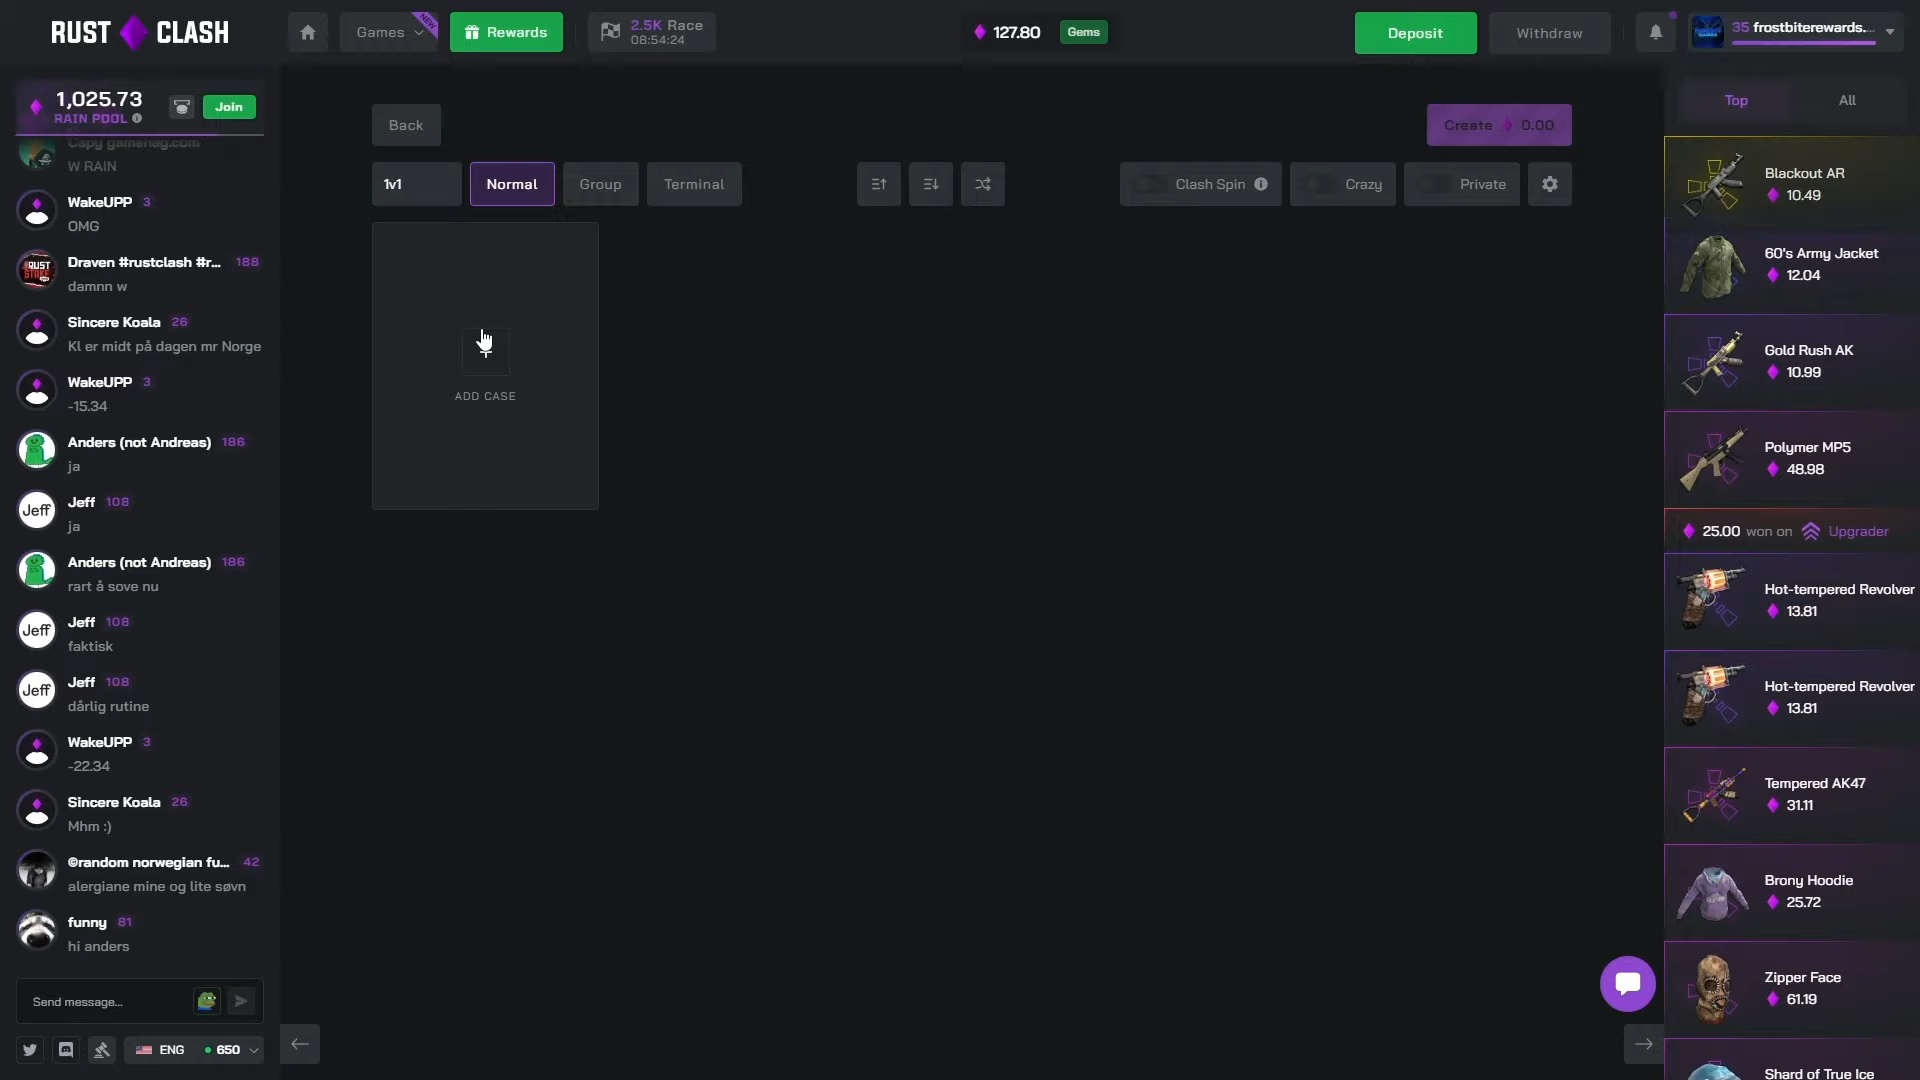 RUST CLASH
Games
NEW
Rewards
2.5K Race
08:54:24
127.80
Gems
Deposit
Withdraw
35 frostbiterewards....
1,025.73
RAIN POOL
Join
Capy gamehag.com
W RAIN
WakeUPP 3
OMG
Draven #rustclash #r... 188
damnn w
Sincere Koala 26
Kl er midt på dagen mr Norge
WakeUPP 3
-15.34
Anders (not Andreas) 186
ja
Jeff 108
ja
Anders (not Andreas) 186
rart å sove nu
Jeff 108
faktisk
Jeff 108
dårlig rutine
WakeUPP 3
-22.34
Sincere Koala 26
Mhm :)
©random norwegian fu... 42
alergiane mine og lite søvn
funny 81
hi anders
Send message...
ENG
650
Back
Create 0.00
1v1
Normal
Group
Terminal
Clash Spin
Crazy
Private
ADD CASE
Top
All
Blackout AR
10.49
60's Army Jacket
12.04
Gold Rush AK
10.99
Polymer MP5
48.98
25.00 won on Upgrader
Hot-tempered Revolver
13.81
Hot-tempered Revolver
13.81
Tempered AK47
31.11
Brony Hoodie
25.72
Zipper Face
61.19
Shard of True Ice